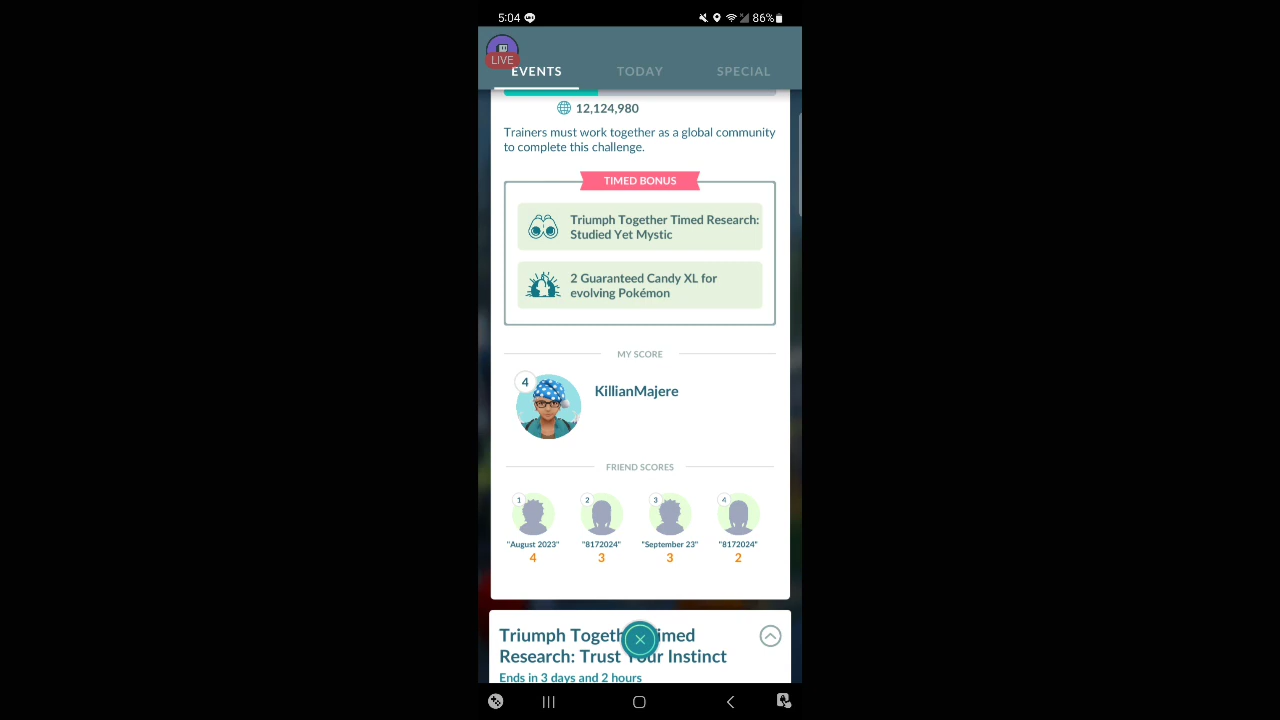 5:04
86%
LIVE
EVENTS
TODAY
SPECIAL
12,124,980
Trainers must work together as a global community
to complete this challenge.
TIMED BONUS
Triumph Together Timed Research:
Studied Yet Mystic
2 Guaranteed Candy XL for
evolving Pokémon
MY SCORE
4
KillianMajere
FRIEND SCORES
1
2
3
4
"August 2023"
"8172024"
"September 23"
"8172024"
4
3
3
2
Triumph Together Timed
Research: Trust Your Instinct
Ends in 3 days and 2 hours